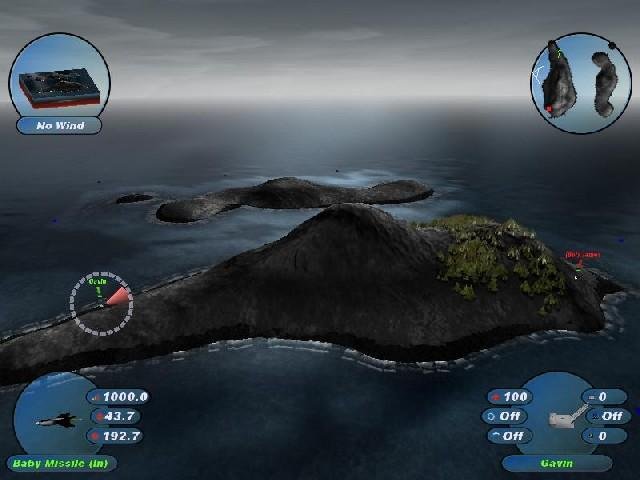 No Wind
Gavin
1000.0
43.7
192.7
Baby Missile (In)
100
0
Off
Off
Off
0
Gavin